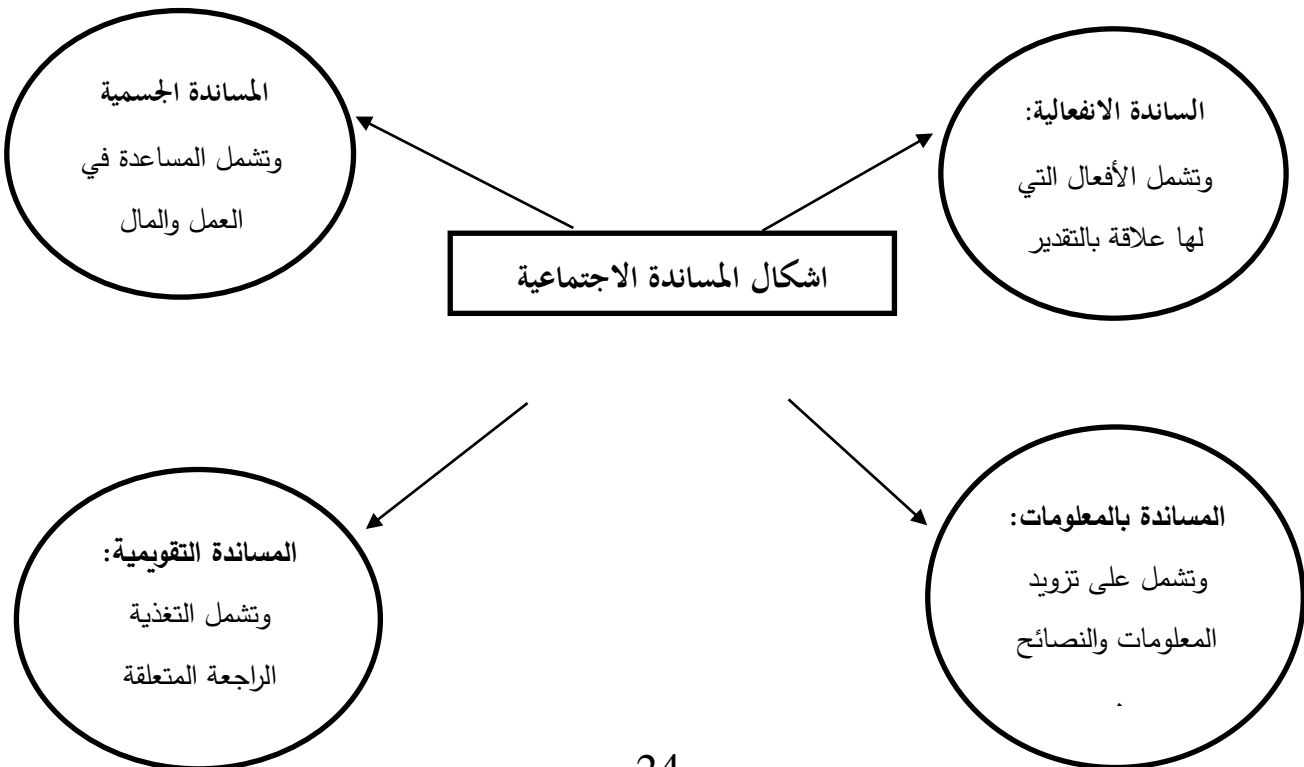 الساندة الانفعالية:
وتشمل الأفعال التي
لها علاقة بالتقدير
المساندة الجسمية
وتشمل المساعدة في
العمل والمال
اشكال المساندة الاجتماعية
المساندة بالمعلومات:
وتشمل على تزويد
المعلومات والنصائح
المساندة التقويمية:
وتشمل التغذية
الراجعة المتعلقة